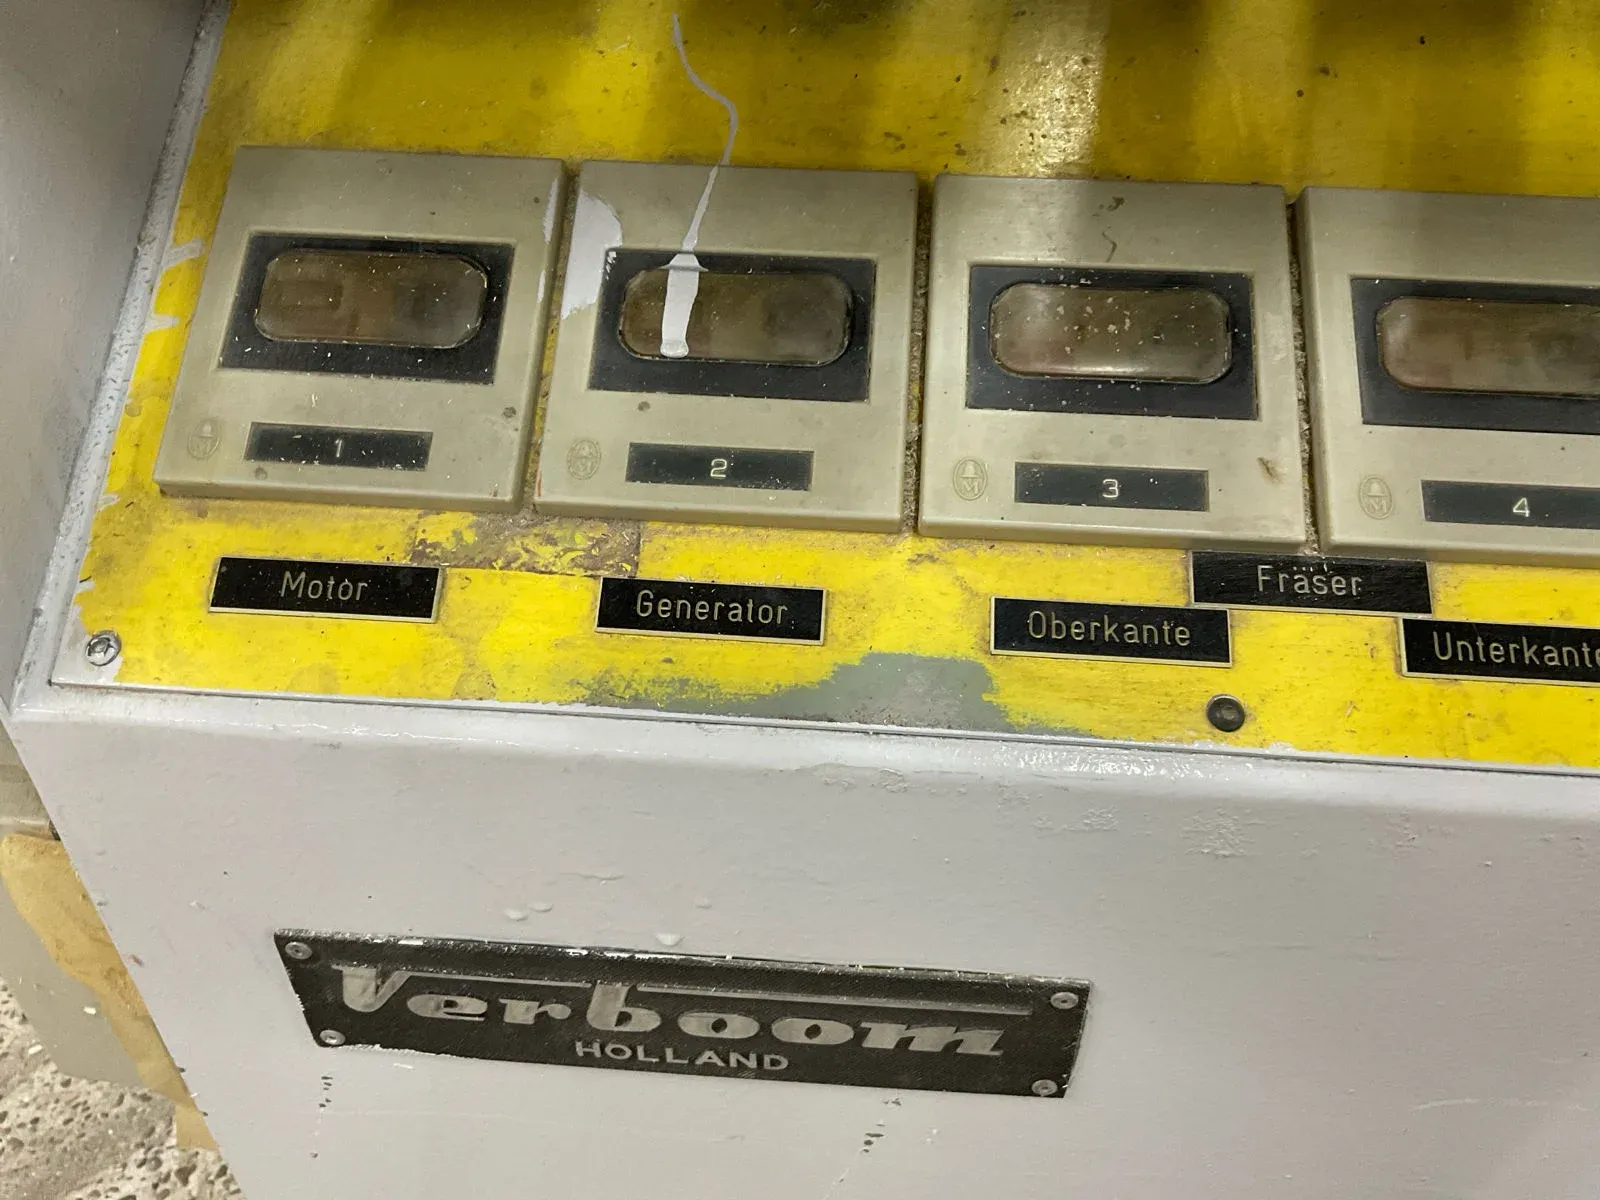 1
2
3
4
Motor
Generator
Fräser
Oberkante
Unterkante
Verboom
HOLLAND